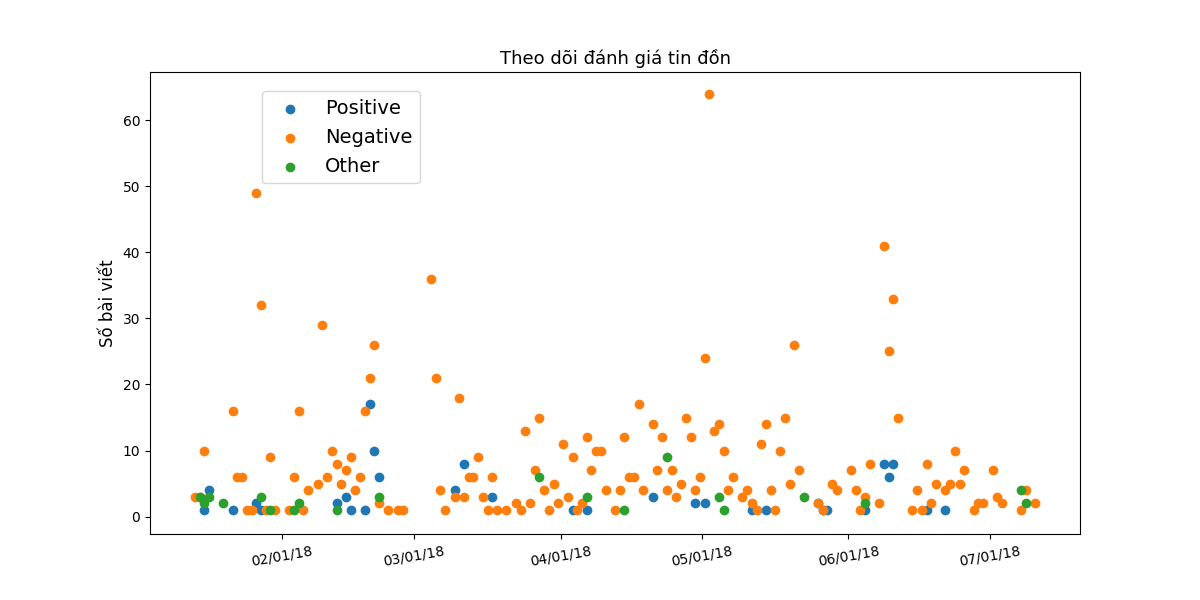 Theo dõi đánh giá tin đồn
Positive
Negative
Other
Số bài viết
60
50
40
30
20
10
0
02/01/18
03/01/18
04/01/18
05/01/18
06/01/18
07/01/18